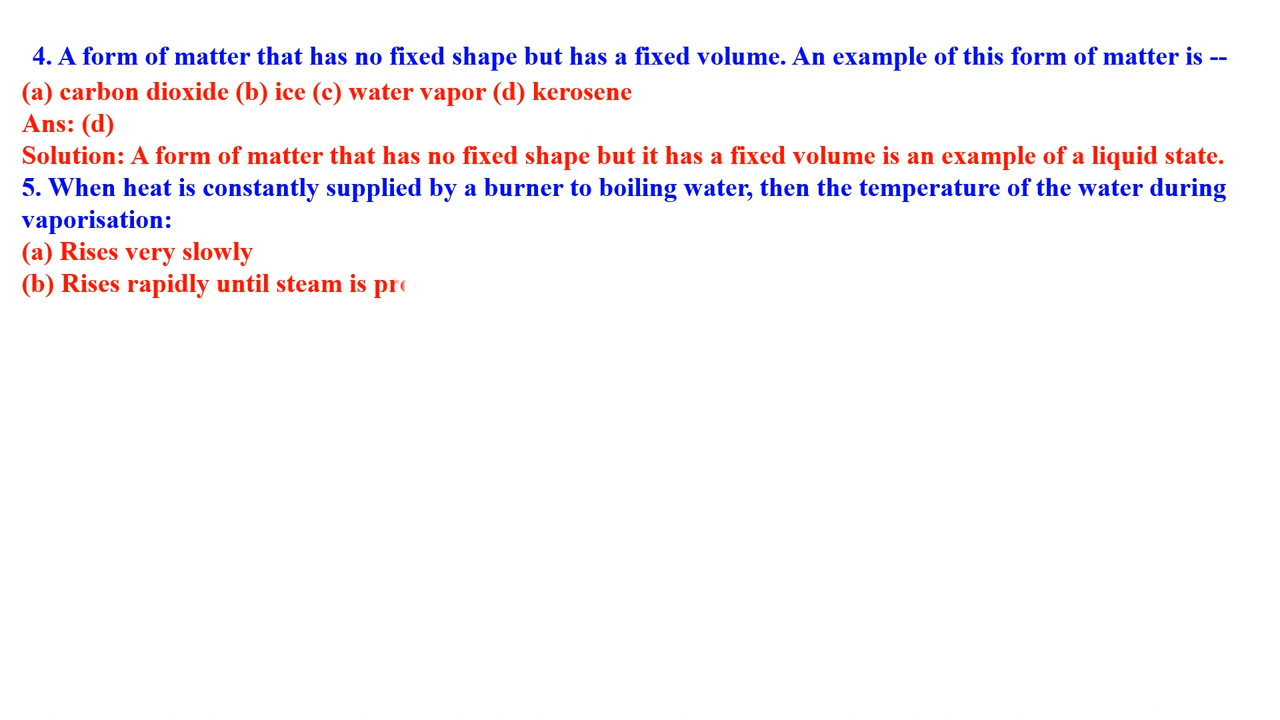 4. A form of matter that has no fixed shape but has a fixed volume. An example of this form of matter is --
(a) carbon dioxide (b) ice (c) water vapor (d) kerosene
Ans: (d)
Solution: A form of matter that has no fixed shape but it has a fixed volume is an example of a liquid state.
5. When heat is constantly supplied by a burner to boiling water, then the temperature of the water during
vaporisation:
(a) Rises very slowly
(b) Rises rapidly until steam is